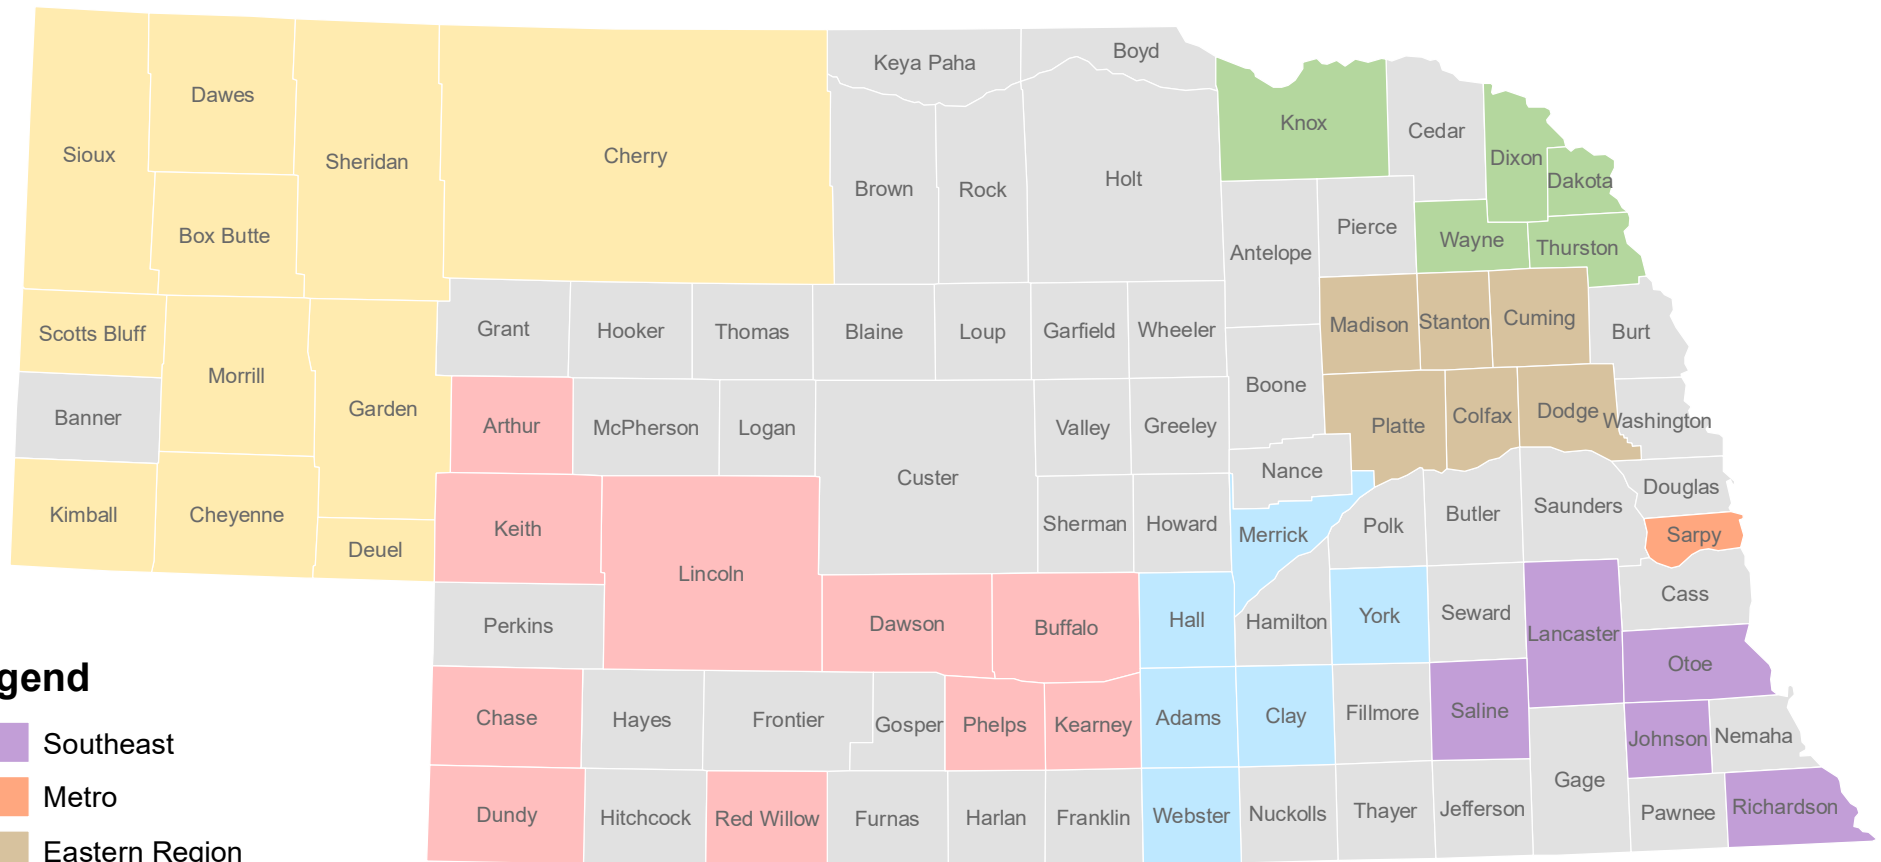 Keya Paha
Boyd
Dawes
Knox
Cedar
Sioux
Sheridan
Cherry
Dixon
Dakota
Brown
Rock
Holt
Box Butte
Pierce
Wayne
Thurston
Antelope
Scotts Bluff
Grant
Hooker
Thomas
Blaine
Loup
Garfield
Wheeler
Madison
Stanton
Cuming
Burt
Morrill
Banner
Garden
Boone
Arthur
McPherson
Logan
Valley
Greeley
Platte
Colfax
Dodge
Washington
Custer
Nance
Douglas
Kimball
Cheyenne
Keith
Sherman
Howard
Merrick
Polk
Butler
Saunders
Sarpy
Deuel
Lincoln
Perkins
Dawson
Buffalo
Hall
Hamilton
York
Seward
Lancaster
Cass
Otoe
gend
Chase
Hayes
Frontier
Gosper
Phelps
Kearney
Adams
Clay
Fillmore
Saline
Johnson
Nemaha
Southeast
Gage
Metro
Dundy
Hitchcock
Red Willow
Furnas
Harlan
Franklin
Webster
Nuckolls
Thayer
Jefferson
Pawnee
Richardson
Eastern Region